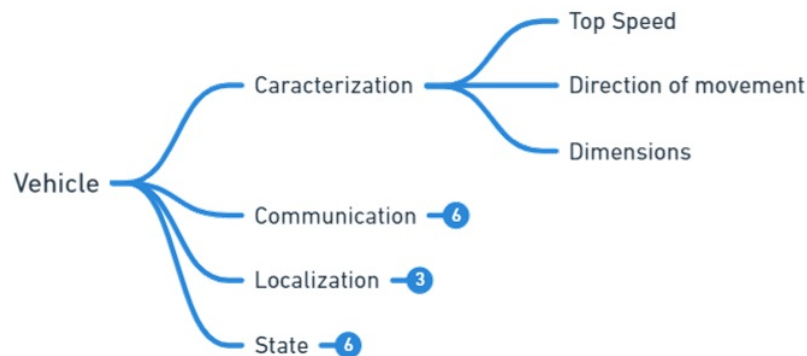 Vehicle
Caracterization
Top Speed
Direction of movement
Dimensions
Communication 6
Localization 3
State 6